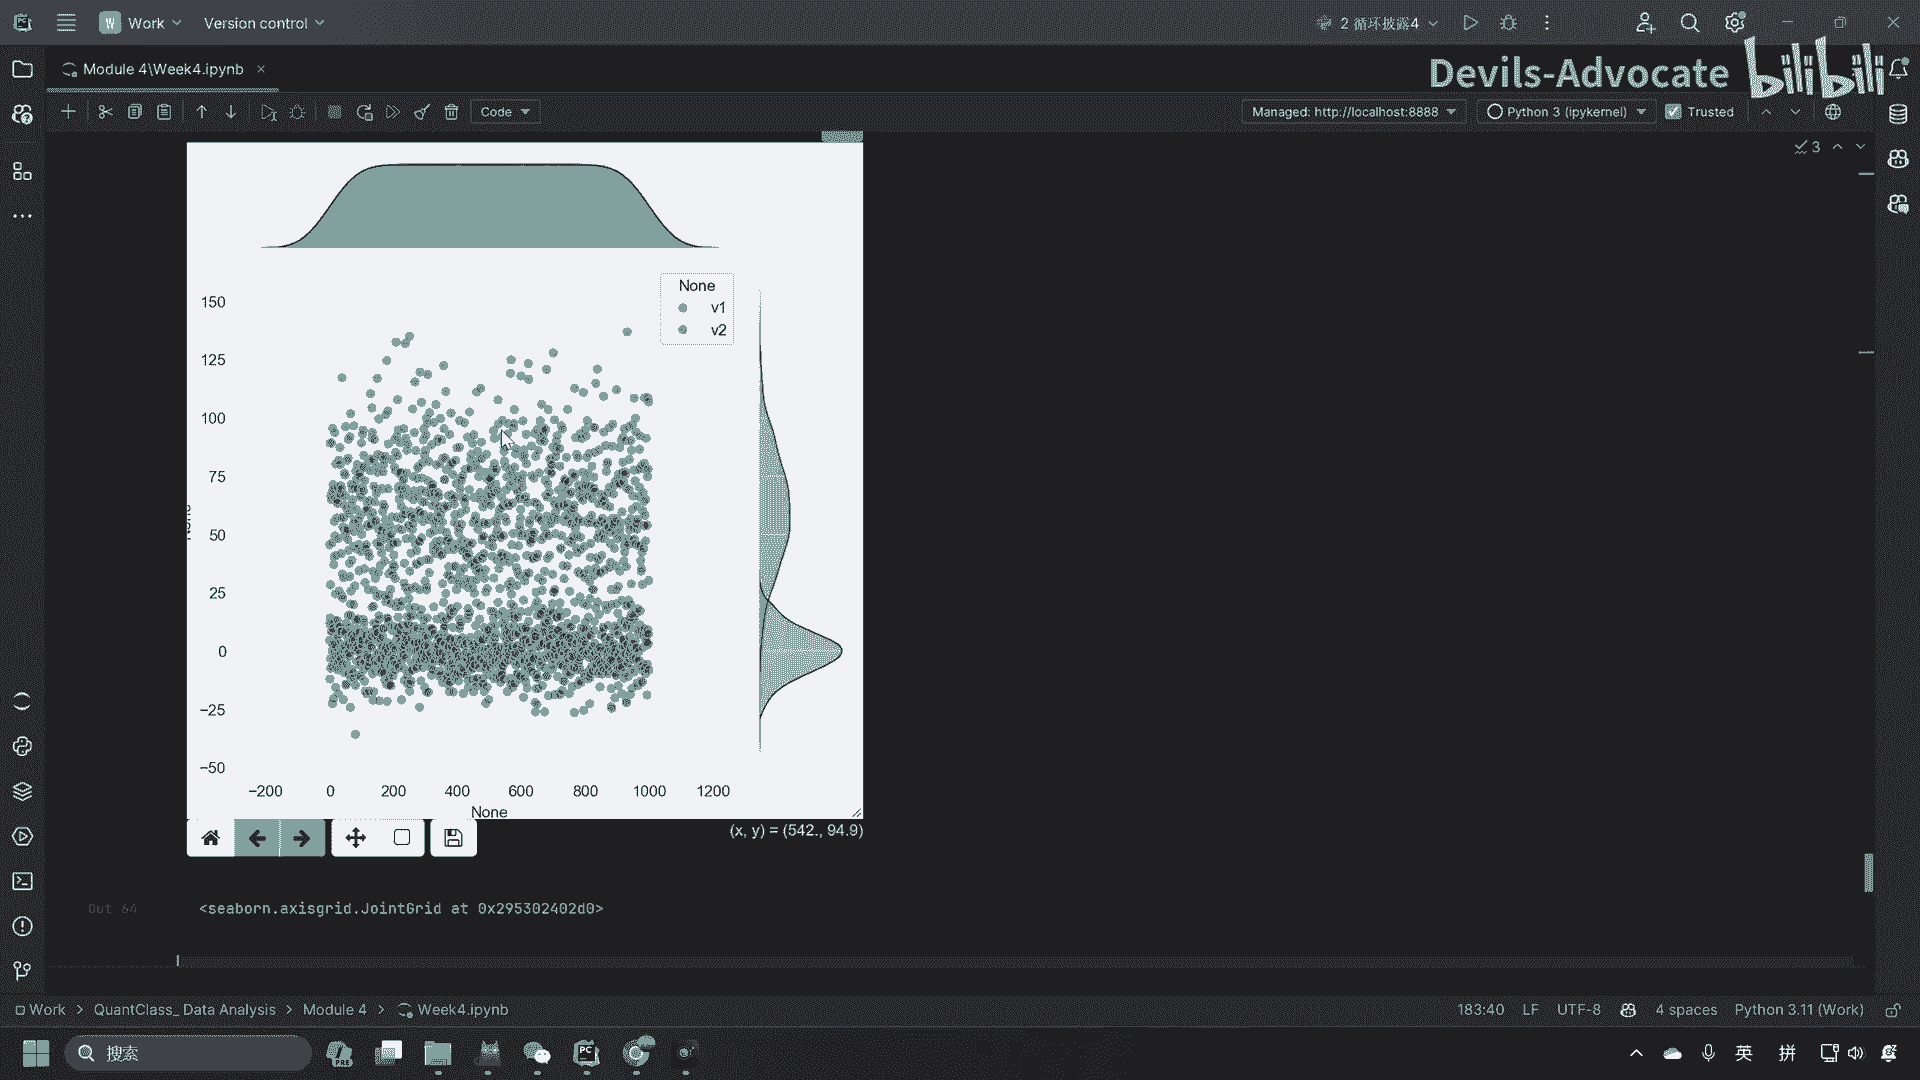 W Work Version control 2 循环披露4
Module 4\Week4.ipynb
Devils-Advocate bilibili
Code Managed: http://localhost:8888 Python 3 (ipykernel) Trusted
3
None
v1
v2
150
125
100
75
50
25
0
−25
−50
None
−200 0 200 400 600 800 1000 1200
None
(x, y) = (542., 94.9)
Out 64
<seaborn.axisgrid.JointGrid at 0x295302402d0>
Work > QuantClass_ Data Analysis > Module 4 > Week4.ipynb 183:40 LF UTF-8 4 spaces Python 3.11 (Work)
搜索 PRE PC 英 拼